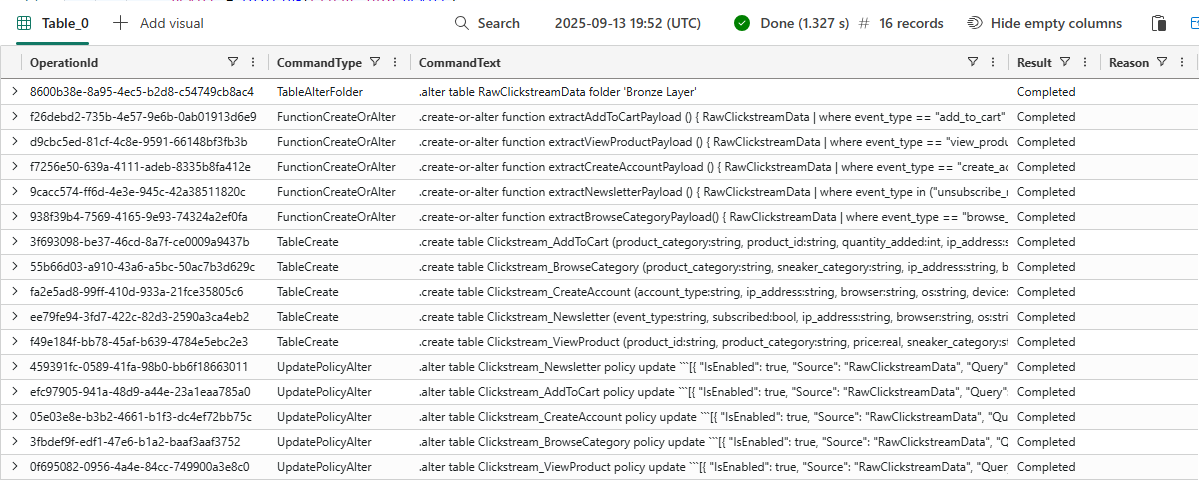 Table_0 Add visual Search 2025-09-13 19:52 (UTC) Done (1.327 s) # 16 records Hide empty columns
OperationId CommandType CommandText Result Reason
8600b38e-8a95-4ec5-b2d8-c54749cb8ac4 TableAlterFolder .alter table RawClickstreamData folder 'Bronze Layer' Completed
f26debd2-735b-4e57-9e6b-0ab01913d6e9 FunctionCreateOrAlter .create-or-alter function extractAddToCartPayload () { RawClickstreamData | where event_type == "add_to_cart" Completed
d9cbc5ed-81cf-4c8e-9591-66148bf3fb3b FunctionCreateOrAlter .create-or-alter function extractViewProductPayload () { RawClickstreamData | where event_type == "view_produ Completed
f7256e50-639a-4111-adeb-8335b8fa412e FunctionCreateOrAlter .create-or-alter function extractCreateAccountPayload () { RawClickstreamData | where event_type == "create_ac Completed
9cacc574-ff6d-4e3e-945c-42a38511820c FunctionCreateOrAlter .create-or-alter function extractNewsletterPayload () { RawClickstreamData | where event_type in ("unsubscribe_n Completed
938f39b4-7569-4165-9e93-74324a2ef0fa FunctionCreateOrAlter .create-or-alter function extractBrowseCategoryPayload() { RawClickstreamData | where event_type == "browse_ Completed
3f693098-be37-46cd-8a7f-ce0009a9437b TableCreate .create table Clickstream_AddToCart (product_category:string, product_id:string, quantity_added:int, ip_address:s Completed
55b66d03-a910-43a6-a5bc-50ac7b3d629c TableCreate .create table Clickstream_BrowseCategory (product_category:string, sneaker_category:string, ip_address:string, b Completed
fa2e5ad8-99ff-410d-933a-21fce35805c6 TableCreate .create table Clickstream_CreateAccount (account_type:string, ip_address:string, browser:string, os:string, device: Completed
ee79fe94-3fd7-422c-82d3-2590a3ca4eb2 TableCreate .create table Clickstream_Newsletter (event_type:string, subscribed:bool, ip_address:string, browser:string, os:stri Completed
f49e184f-bb78-45af-b639-4784e5ebc2e3 TableCreate .create table Clickstream_ViewProduct (product_id:string, product_category:string, price:real, sneaker_category:st Completed
459391fc-0589-41fa-98b0-bb6f18663011 UpdatePolicyAlter .alter table Clickstream_Newsletter policy update ```[{ "IsEnabled": true, "Source": "RawClickstreamData", "Query" Completed
efc97905-941a-48d9-a44e-23a1eaa785a0 UpdatePolicyAlter .alter table Clickstream_AddToCart policy update ```[{ "IsEnabled": true, "Source": "RawClickstreamData", "Query" Completed
05e03e8e-b3b2-4661-b1f3-dc4ef72bb75c UpdatePolicyAlter .alter table Clickstream_CreateAccount policy update ```[{ "IsEnabled": true, "Source": "RawClickstreamData", "Qu Completed
3fbdef9f-edf1-47e6-b1a2-baaf3aaf3752 UpdatePolicyAlter .alter table Clickstream_BrowseCategory policy update ```[{ "IsEnabled": true, "Source": "RawClickstreamData", "Q Completed
0f695082-0956-4a4e-84cc-749900a3e8c0 UpdatePolicyAlter .alter table Clickstream_ViewProduct policy update ```[{ "IsEnabled": true, "Source": "RawClickstreamData", "Quer Completed